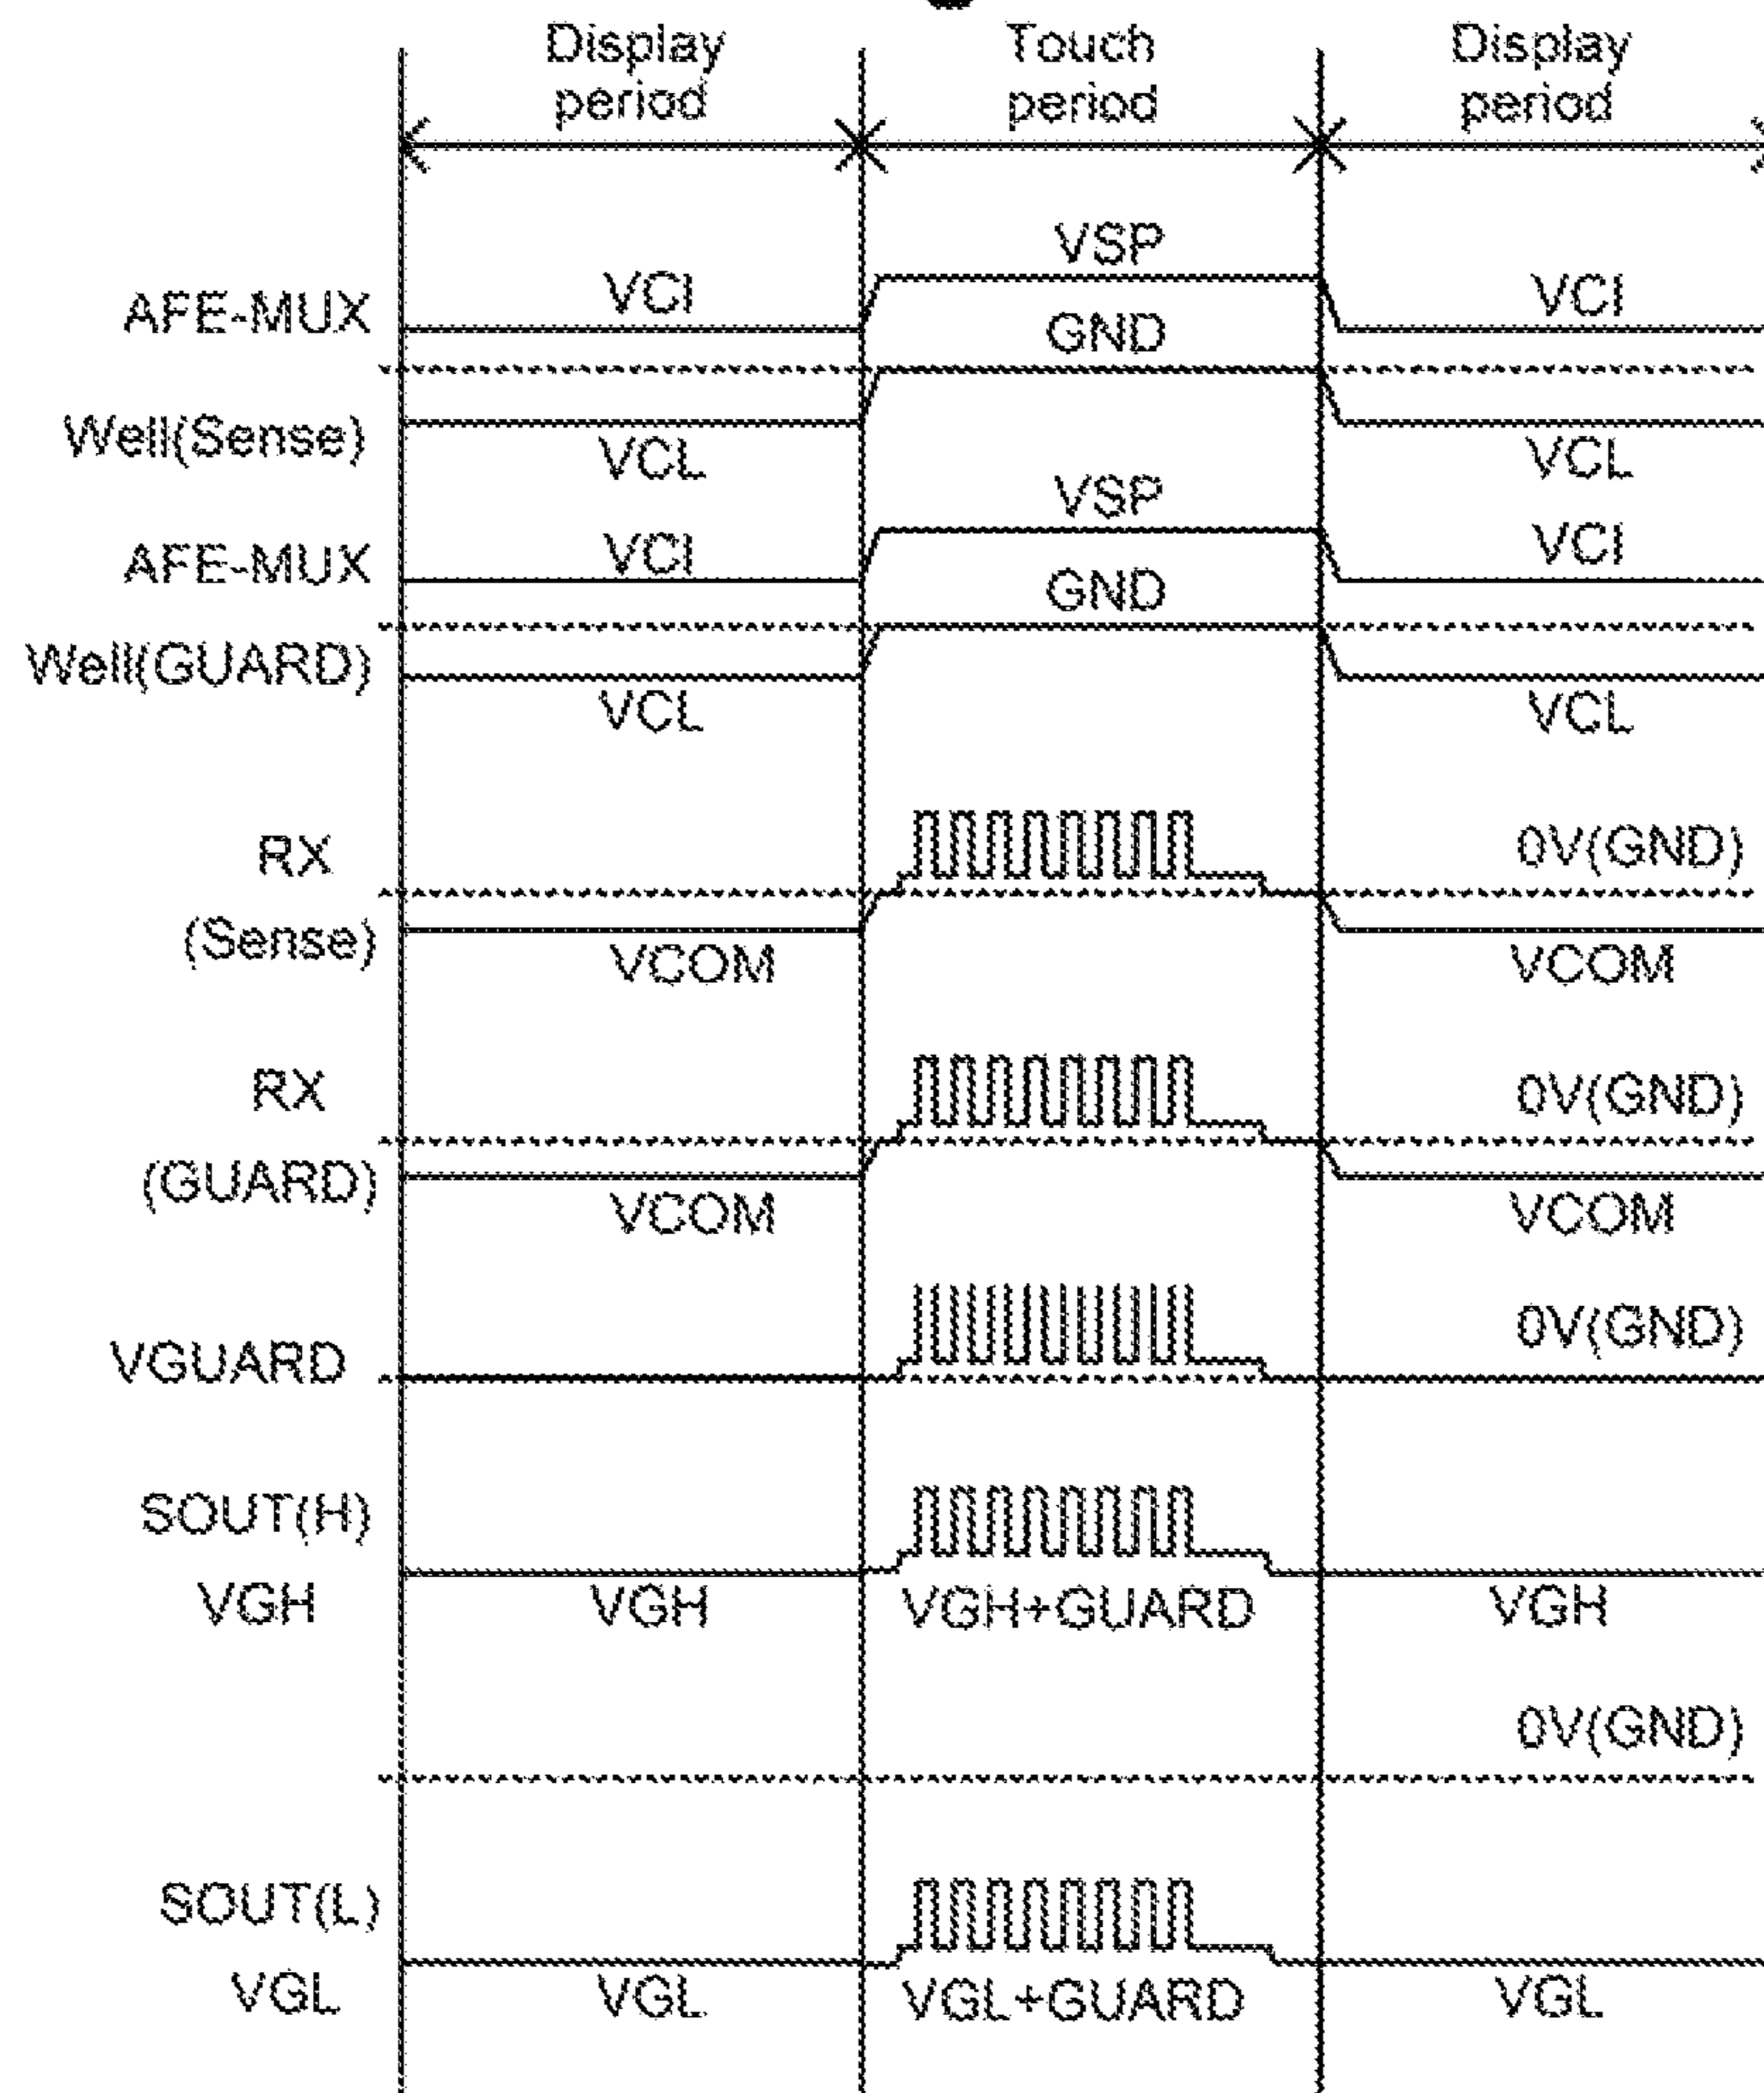 Display Touch Display
period period period
VSP
AFE-MUX VCI VCI
GND
Well(Sense) VCL VCL
VSP
AFE-MUX VCI VCI
GND
Well(GUARD)
VCL VCL
RX 0V(GND)
(Sense) VCOM VCOM
RX 0V(GND)
(GUARD) VCOM VCOM
VGUARD 0V(GND)
SOUT(H)
VGH VGH VGH+GUARD VGH
0V(GND)
SOUT(L)
VGL VGL VGL+GUARD VGL